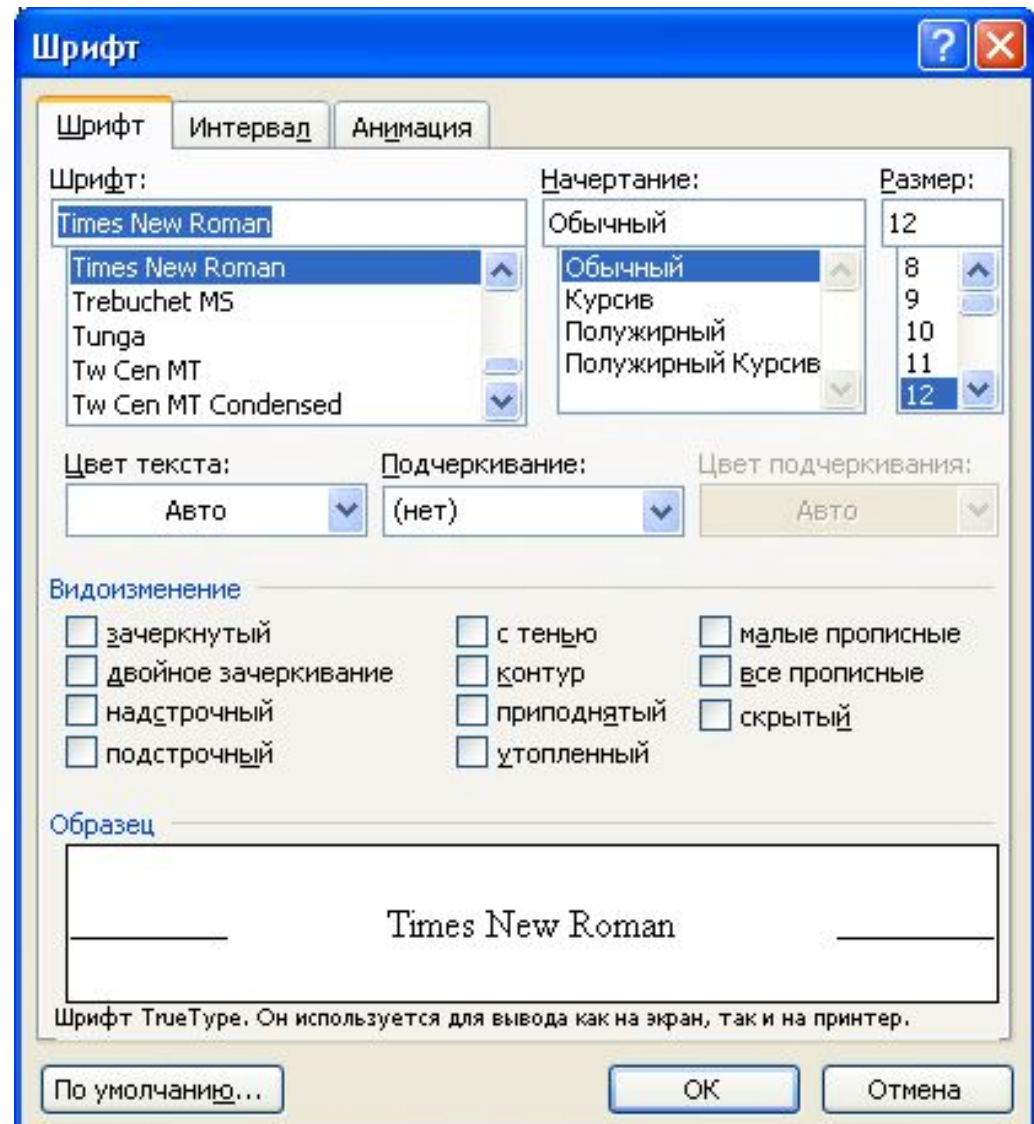 Шрифт
Шрифт Интервал Анимация
Шрифт: Начертание: Размер:
Times New Roman Обычный 12
Times New Roman Обычный 8
Trebuchet MS Курсив 9
Tunga Полужирный 10
Tw Cen MT Полужирный Курсив 11
Tw Cen MT Condensed 12
Цвет текста: Подчеркивание: Цвет подчеркивания:
Авто (нет) Авто
Видоизменение
зачеркнутый с тенью малые прописные
двойное зачеркивание контур все прописные
надстрочный приподнятый скрытый
подстрочный утопленный
Образец
Times New Roman
Шрифт TrueType. Он используется для вывода как на экран, так и на принтер.
По умолчанию... ОК Отмена